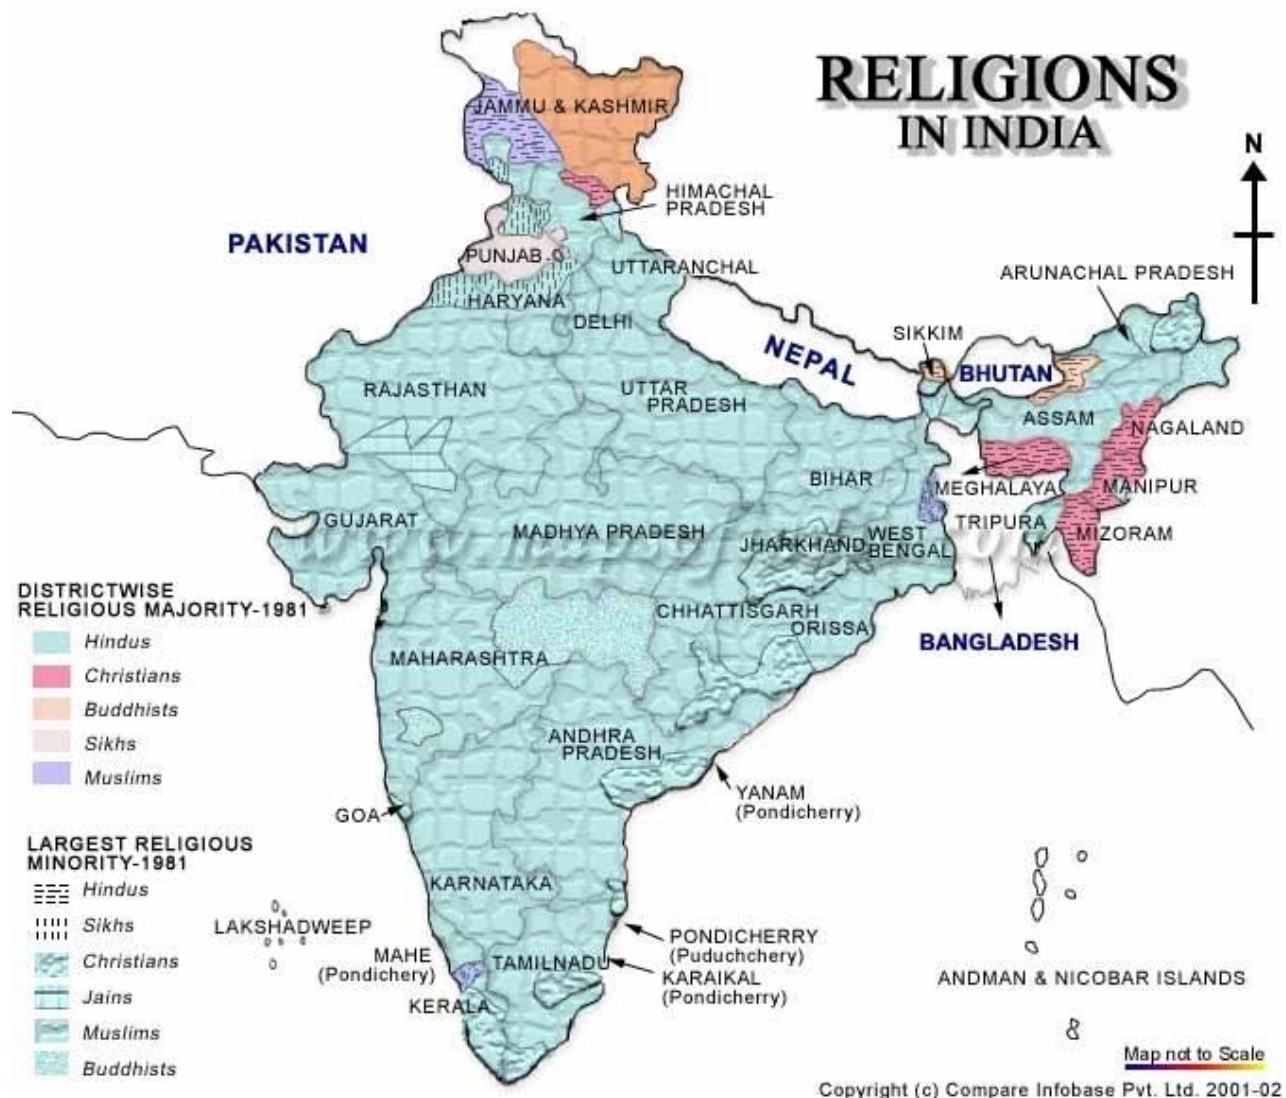 RELIGIONS
IN INDIA
N
JAMMU & KASHMIR
HIMACHAL
PRADESH
PAKISTAN
PUNJAB
UTTARANCHAL
ARUNACHAL PRADESH
HARYANA
DELHI
SIKKIM
NEPAL
BHUTAN
RAJASTHAN
UTTAR
PRADESH
ASSAM
NAGALAND
BIHAR
MEGHALAYA
MANIPUR
GUJARAT
MADHYA PRADESH
JHARKHAND
WEST
BENGAL
TRIPURA
MIZORAM
CHHATTISGARH
ORISSA
BANGLADESH
MAHARASHTRA
ANDHRA
PRADESH
YANAM
(Pondicherry)
GOA
KARNATAKA
LAKSHADWEEP
MAHE
(Pondichery)
TAMILNADU
PONDICHERRY
(Puduchchery)
KARAIKAL
(Pondicherry)
KERALA
ANDMAN & NICOBAR ISLANDS
DISTRICTWISE
RELIGIOUS MAJORITY-1981
Hindus
Christians
Buddhists
Sikhs
Muslims
LARGEST RELIGIOUS
MINORITY-1981
Hindus
Sikhs
Christians
Jains
Muslims
Buddhists
Map not to Scale
Copyright (c) Compare Infobase Pvt. Ltd. 2001-02